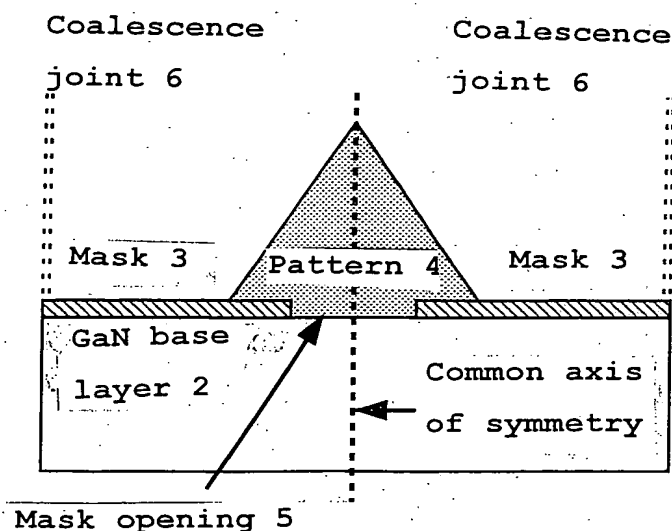 Coalescence
joint 6
Coalescence
joint 6
Mask 3
Pattern 4
Mask 3
GaN base
layer 2
Common axis
of symmetry
Mask opening 5